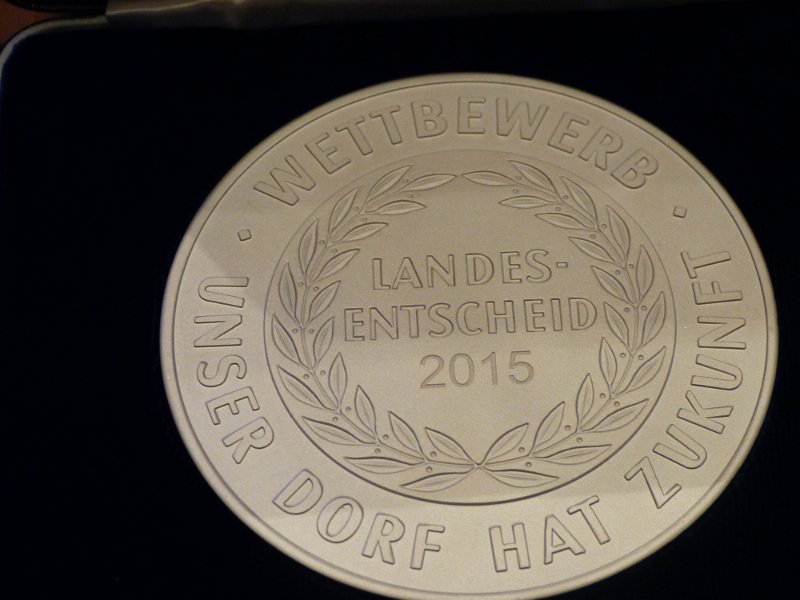 WETTBEWERB
UNSER DORF HAT ZUKUNFT
LANDES-
ENTSCHEID
2015